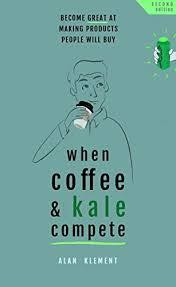 BECOME GREAT AT
MAKING PRODUCTS
PEOPLE WILL BUY
SECOND
edition
when
coffee
& kale
compete
ALAN KLEMENT